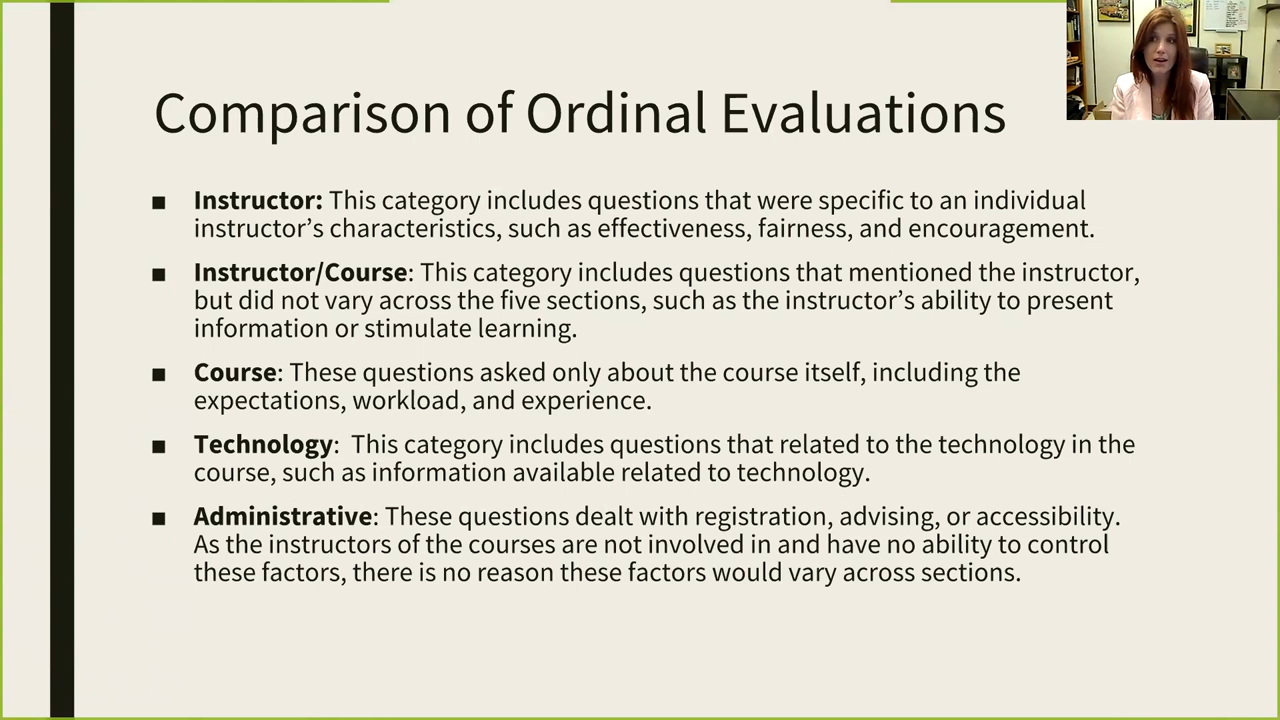 Comparison of Ordinal Evaluations
■ Instructor: This category includes questions that were specific to an individual
instructor’s characteristics, such as effectiveness, fairness, and encouragement.
■ Instructor/Course: This category includes questions that mentioned the instructor,
but did not vary across the five sections, such as the instructor’s ability to present
information or stimulate learning.
■ Course: These questions asked only about the course itself, including the
expectations, workload, and experience.
■ Technology:  This category includes questions that related to the technology in the
course, such as information available related to technology.
■ Administrative: These questions dealt with registration, advising, or accessibility.
As the instructors of the courses are not involved in and have no ability to control
these factors, there is no reason these factors would vary across sections.